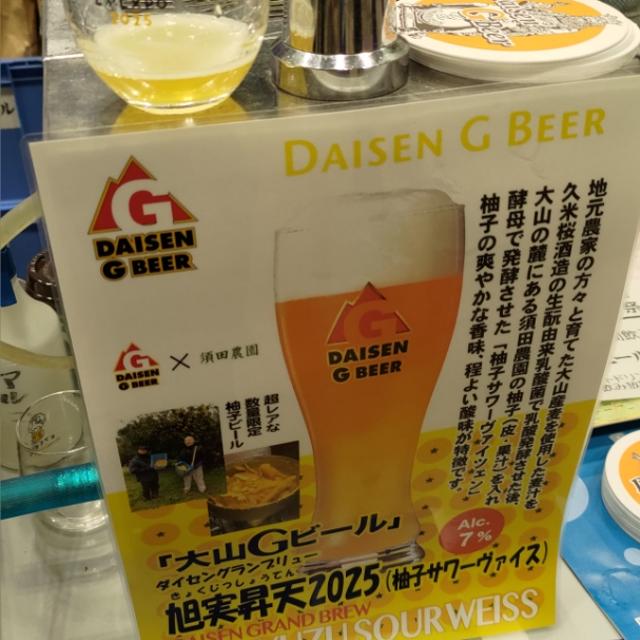 2025
DAISEN G BEER
G
DAISEN
G BEER
地元農家の方々と育てた大山産麦を使用した麦汁を
久米桜酒造の生酛由来乳酸菌で乳酸発酵させた後、
大山の麓にある須田農園の柚子(皮・果汁)を入れ
酵母で発酵させた「柚子サワーヴァイツェン」
柚子の爽やかな香味、程よい酸味が特徴です。
DAISEN
G BEER
DAISEN
G BEER
×
須田農園
超レアな
数量限定
柚子ビール
Alc.
7%
『大山Gビール』
ダイセングランスリュー
きょくじつしょうてん
旭実昇天2025(柚子サワーヴァイス)
DAISEN GRAND BREW
YUZU SOUR WEISS